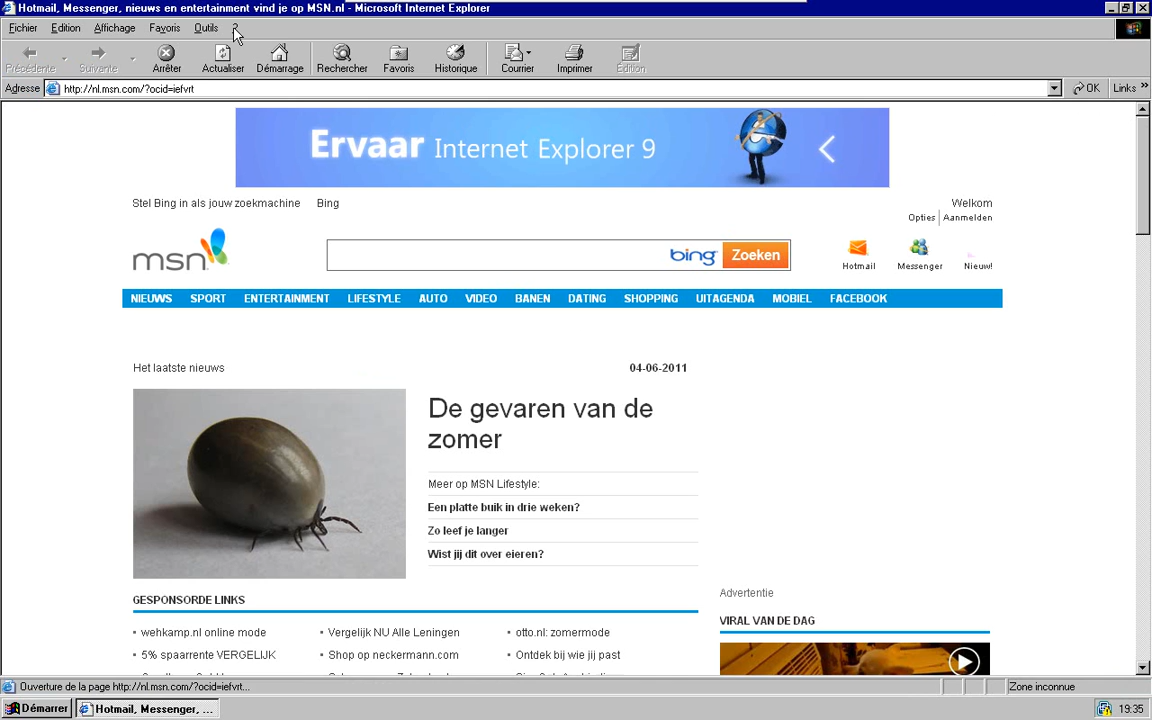 Hotmail, Messenger, nieuws en entertainment vind je op MSN.nl - Microsoft Internet Explorer
Fichier Edition Affichage Favoris Outils ?
Précédente Suivante Arrêter Actualiser Démarrage Rechercher Favoris Historique Courrier Imprimer Edition
Adresse http://nl.msn.com/?ocid=iefvrt OK Links »
Ervaar Internet Explorer 9
Stel Bing in als jouw zoekmachine Bing Welkom
Opties Aanmelden
msn bing Zoeken
Hotmail Messenger Nieuw!
NIEUWS SPORT ENTERTAINMENT LIFESTYLE AUTO VIDEO BANEN DATING SHOPPING UITAGENDA MOBIEL FACEBOOK
Het laatste nieuws 04-06-2011
De gevaren van de
zomer
Meer op MSN Lifestyle:
Een platte buik in drie weken?
Zo leef je langer
Wist jij dit over eieren?
Advertentie
GESPONSORDE LINKS
VIRAL VAN DE DAG
• wehkamp.nl online mode • Vergelijk NU Alle Leningen • otto.nl: zomermode
• 5% spaarrente VERGELIJK • Shop op neckermann.com • Ontdek bij wie jij past
Ouverture de la page http://nl.msn.com/?ocid=iefvrt... Zone inconnue
Démarrer Hotmail, Messenger, ... 19:35